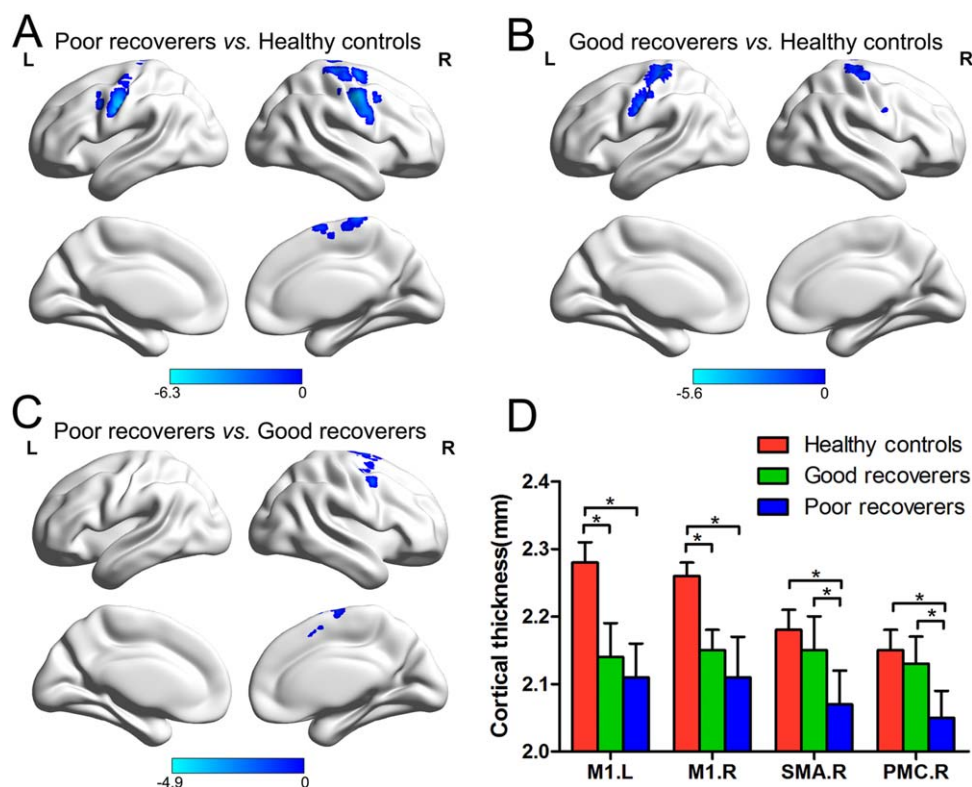 A
Poor recoverers vs. Healthy controls
L
R
-6.3
0
B
Good recoverers vs. Healthy controls
L
R
-5.6
0
C
Poor recoverers vs. Good recoverers
L
R
-4.9
0
D
Healthy controls
Good recoverers
Poor recoverers
Cortical thickness(mm)
2.4
2.3
2.2
2.1
2.0
*
*
*
*
*
*
*
*
M1.L
M1.R
SMA.R
PMC.R